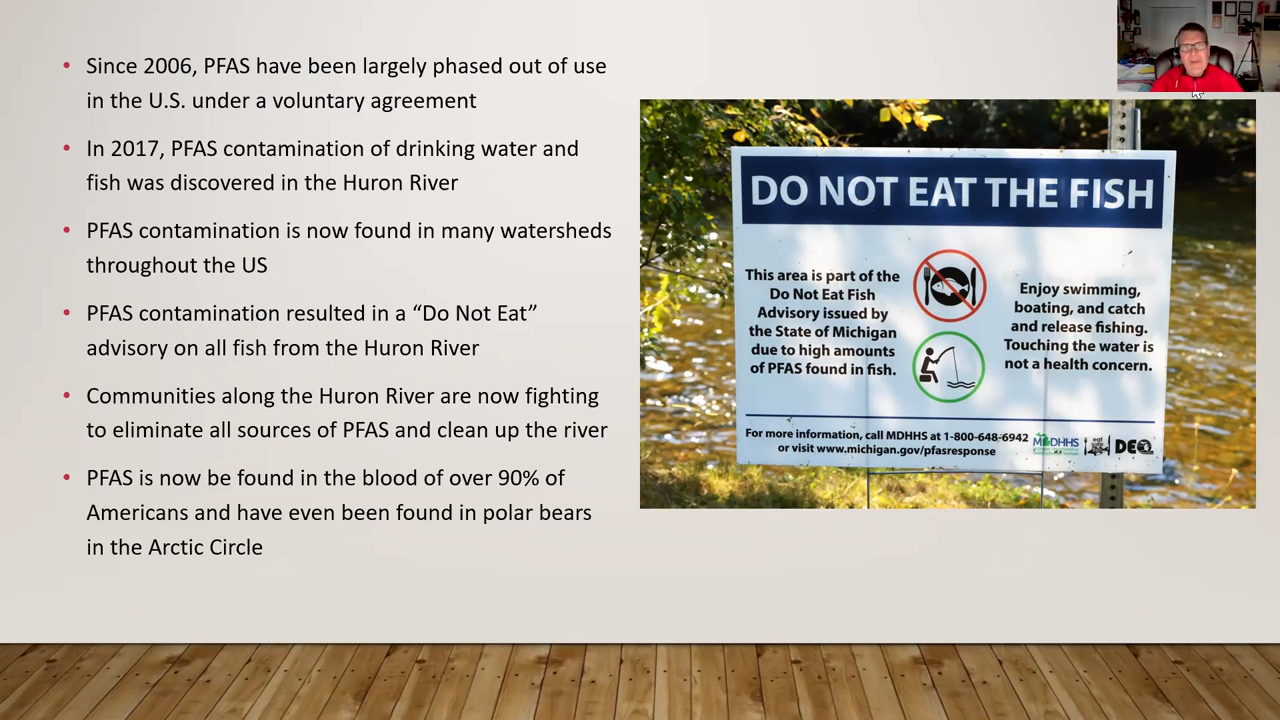 • Since 2006, PFAS have been largely phased out of use
in the U.S. under a voluntary agreement
• In 2017, PFAS contamination of drinking water and
fish was discovered in the Huron River
• PFAS contamination is now found in many watersheds
throughout the US
• PFAS contamination resulted in a “Do Not Eat”
advisory on all fish from the Huron River
• Communities along the Huron River are now fighting
to eliminate all sources of PFAS and clean up the river
• PFAS is now be found in the blood of over 90% of
Americans and have even been found in polar bears
in the Arctic Circle
DO NOT EAT THE FISH
This area is part of the
Do Not Eat Fish
Advisory issued by
the State of Michigan
due to high amounts
of PFAS found in fish.
Enjoy swimming,
boating, and catch
and release fishing.
Touching the water is
not a health concern.
For more information, call MDHHS at 1-800-648-6942
or visit www.michigan.gov/pfasresponse
MDHHS
eat safe
DEQ